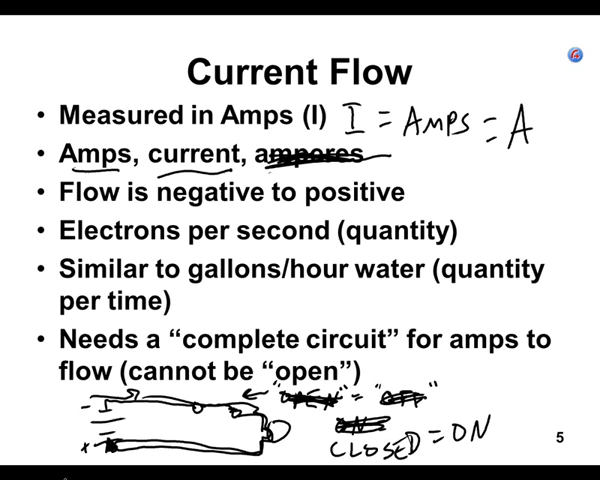 Current Flow
• Measured in Amps (I) I = AMPS = A
• Amps, current, amperes
• Flow is negative to positive
• Electrons per second (quantity)
• Similar to gallons/hour water (quantity
per time)
• Needs a “complete circuit” for amps to
flow (cannot be “open”)
- ← "OPEN" = "OFF"
+ CLOSED = ON
5